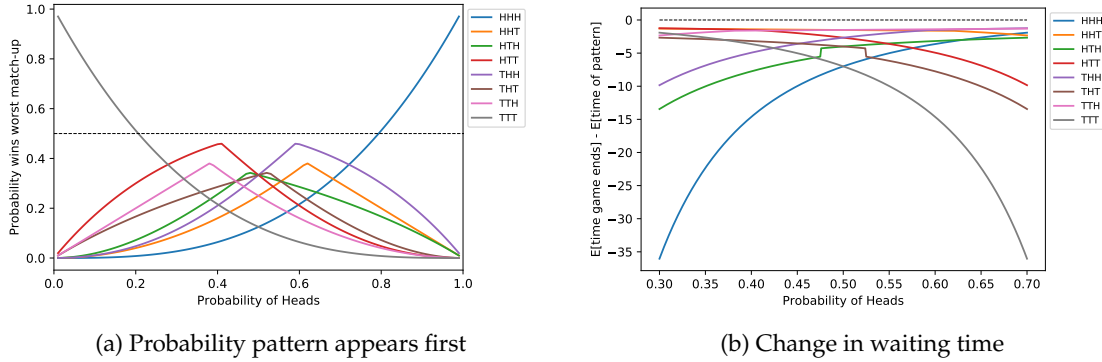 Probability wins worst match-up
1.0
0.8
0.6
0.4
0.2
0.0
0.0
0.2
0.4
0.6
0.8
1.0
Probability of Heads
HHH
HHT
HTH
HTT
THH
THT
TTH
TTT
(a) Probability pattern appears first
E[time game ends] - E[time of pattern]
0
−5
−10
−15
−20
−25
−30
−35
0.30
0.35
0.40
0.45
0.50
0.55
0.60
0.65
0.70
Probability of Heads
HHH
HHT
HTH
HTT
THH
THT
TTH
TTT
(b) Change in waiting time